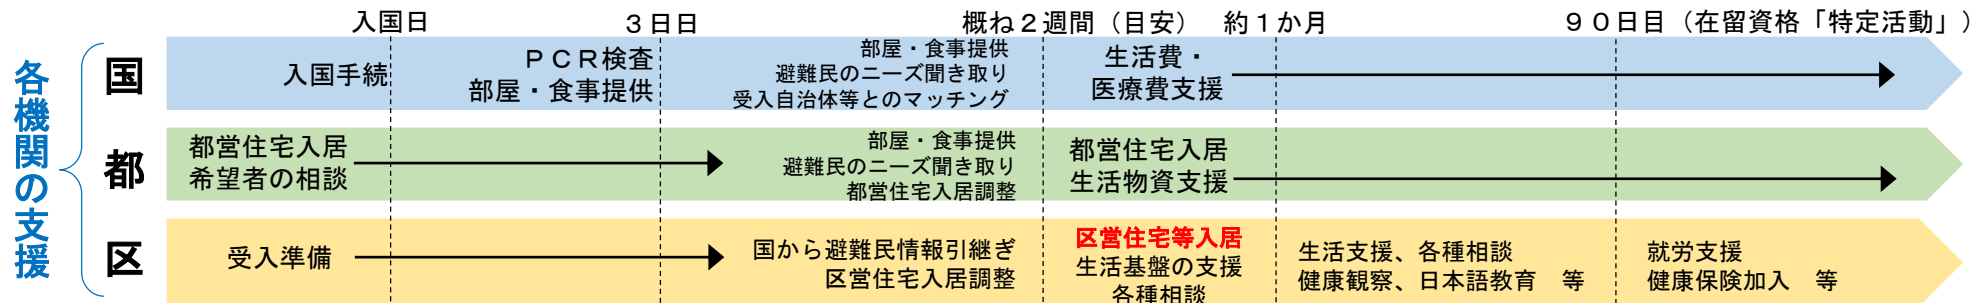 入国日
３日日
概ね２週間（目安）
約１か月
９０日目（在留資格「特定活動」）
各機関の支援
国
入国手続
ＰＣＲ検査
部屋・食事提供
部屋・食事提供
避難民のニーズ聞き取り
受入自治体等とのマッチング
生活費・
医療費支援
都
都営住宅入居
希望者の相談
部屋・食事提供
避難民のニーズ聞き取り
都営住宅入居調整
都営住宅入居
生活物資支援
区
受入準備
国から避難民情報引継ぎ
区営住宅入居調整
区営住宅等入居
生活基盤の支援
各種相談
生活支援、各種相談
健康観察、日本語教育　等
就労支援
健康保険加入　等